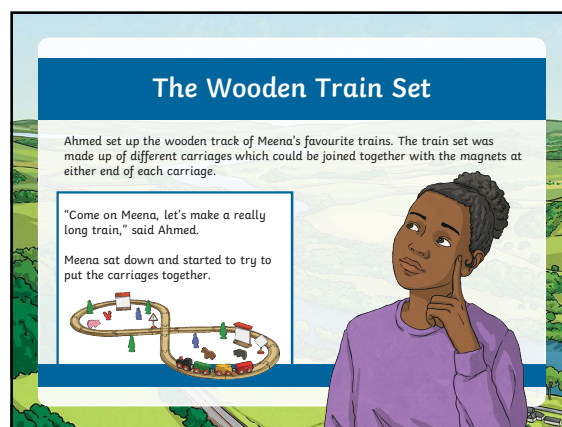 The Wooden Train Set
Ahmed set up the wooden track of Meena's favourite trains. The train set was
made up of different carriages which could be joined together with the magnets at
either end of each carriage.
"Come on Meena, let's make a really
long train," said Ahmed.
Meena sat down and started to try to
put the carriages together.